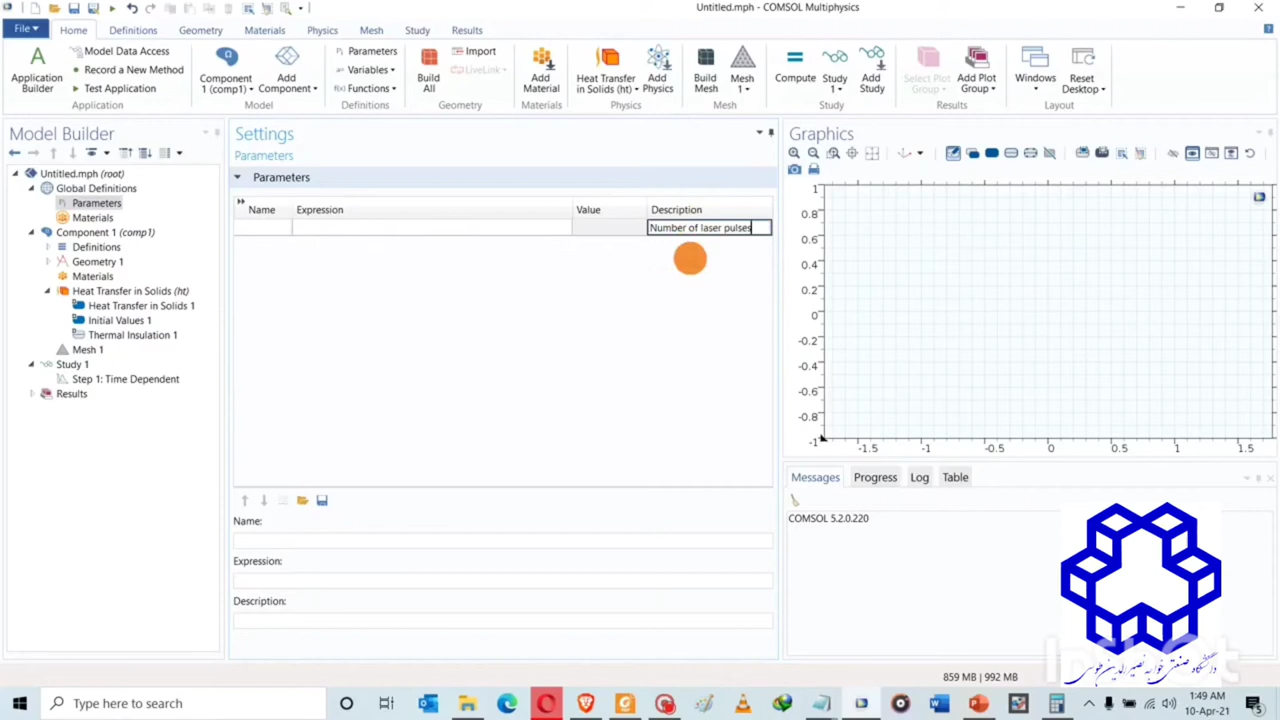 Untitled.mph - COMSOL Multiphysics
File Home Definitions Geometry Materials Physics Mesh Study Results
Application Builder
Model Data Access
Record a New Method
Test Application
Application
Component 1 (comp1)
Add Component
Model
Parameters
Variables
f(x) Functions
Definitions
Build All
Import
LiveLink
Geometry
Add Material
Materials
Heat Transfer in Solids (ht)
Add Physics
Physics
Build Mesh
Mesh 1
Mesh
Compute
Study 1
Add Study
Study
Select Plot Group
Add Plot Group
Results
Windows
Reset Desktop
Layout
Model Builder
Untitled.mph (root)
Global Definitions
Parameters
Materials
Component 1 (comp1)
Definitions
Geometry 1
Materials
Heat Transfer in Solids (ht)
Heat Transfer in Solids 1
Initial Values 1
Thermal Insulation 1
Mesh 1
Study 1
Step 1: Time Dependent
Results
Settings
Parameters
Parameters
Name Expression Value Description
Number of laser pulses
Name:
Expression:
Description:
Graphics
1
0.8
0.6
0.4
0.2
0
-0.2
-0.4
-0.6
-0.8
-1
-1.5 -1 -0.5 0 0.5 1 1.5
Messages Progress Log Table
COMSOL 5.2.0.220
دانشگاه صنعتی خواجه نصیرالدین طوسی
859 MB | 992 MB
Type here to search
1:49 AM
10-Apr-21
5